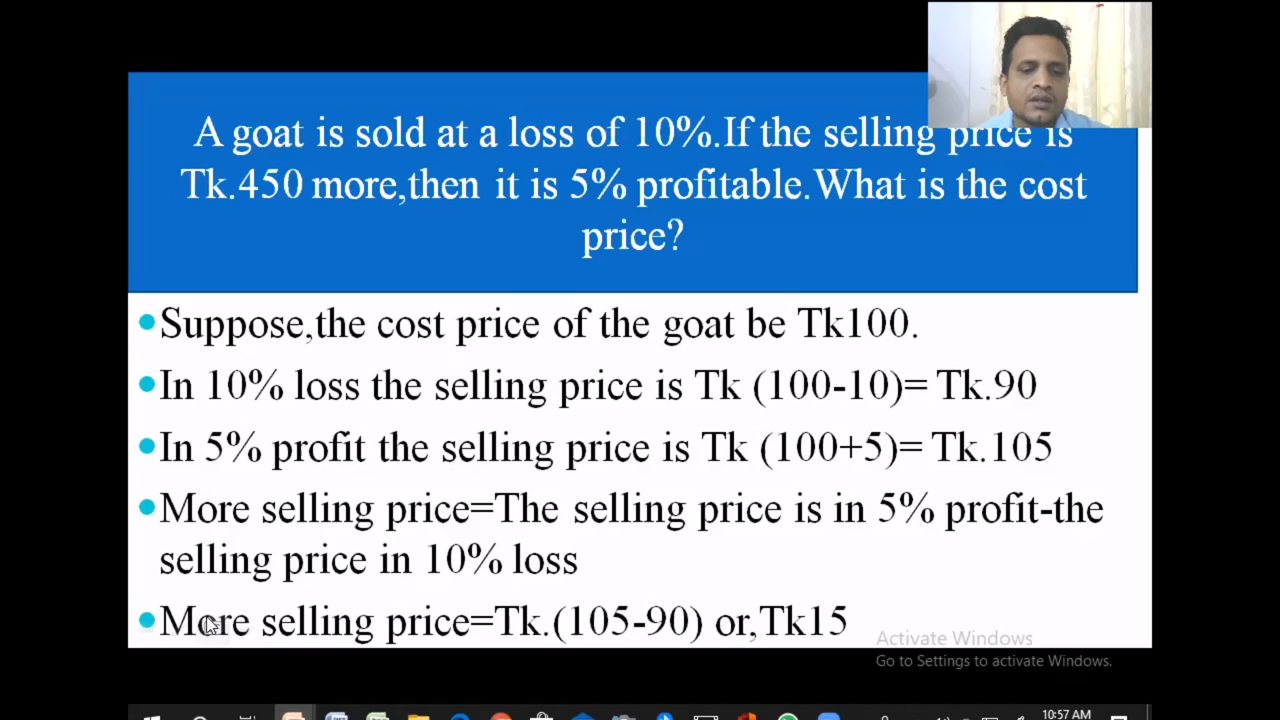 A goat is sold at a loss of 10%.If the selling price is
Tk.450 more,then it is 5% profitable.What is the cost
price?
Suppose,the cost price of the goat be Tk100.
In 10% loss the selling price is Tk (100-10)= Tk.90
In 5% profit the selling price is Tk (100+5)= Tk.105
More selling price=The selling price is in 5% profit-the
selling price in 10% loss
More selling price=Tk.(105-90) or,Tk15
Activate Windows
Go to Settings to activate Windows.
10:57 AM